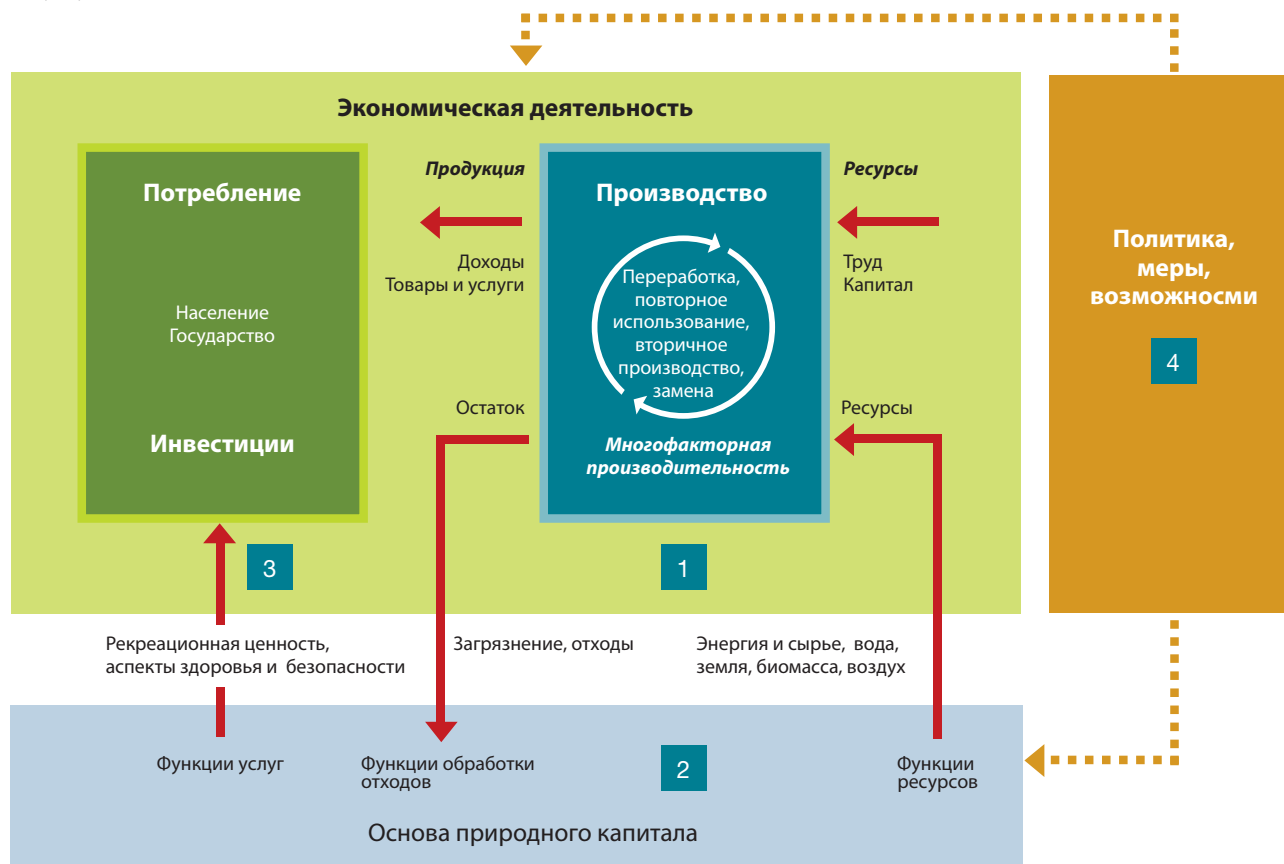 Экономическая деятельность
Потребление
Население
Государство
Инвестиции
3
Продукция
Доходы
Товары и услуги
Остаток
Производство
Переработка,
повторное
использование,
вторичное
производство,
замена
Многофакторная
производительность
1
Ресурсы
Труд
Капитал
Ресурсы
Политика,
меры,
возможносми
4
Рекреационная ценность,
аспекты здоровья и безопасности
Загрязнение, отходы
Энергия и сырье, вода,
земля, биомасса, воздух
Функции услуг
Функции обработки
отходов
2
Функции
ресурсов
Основа природного капитала